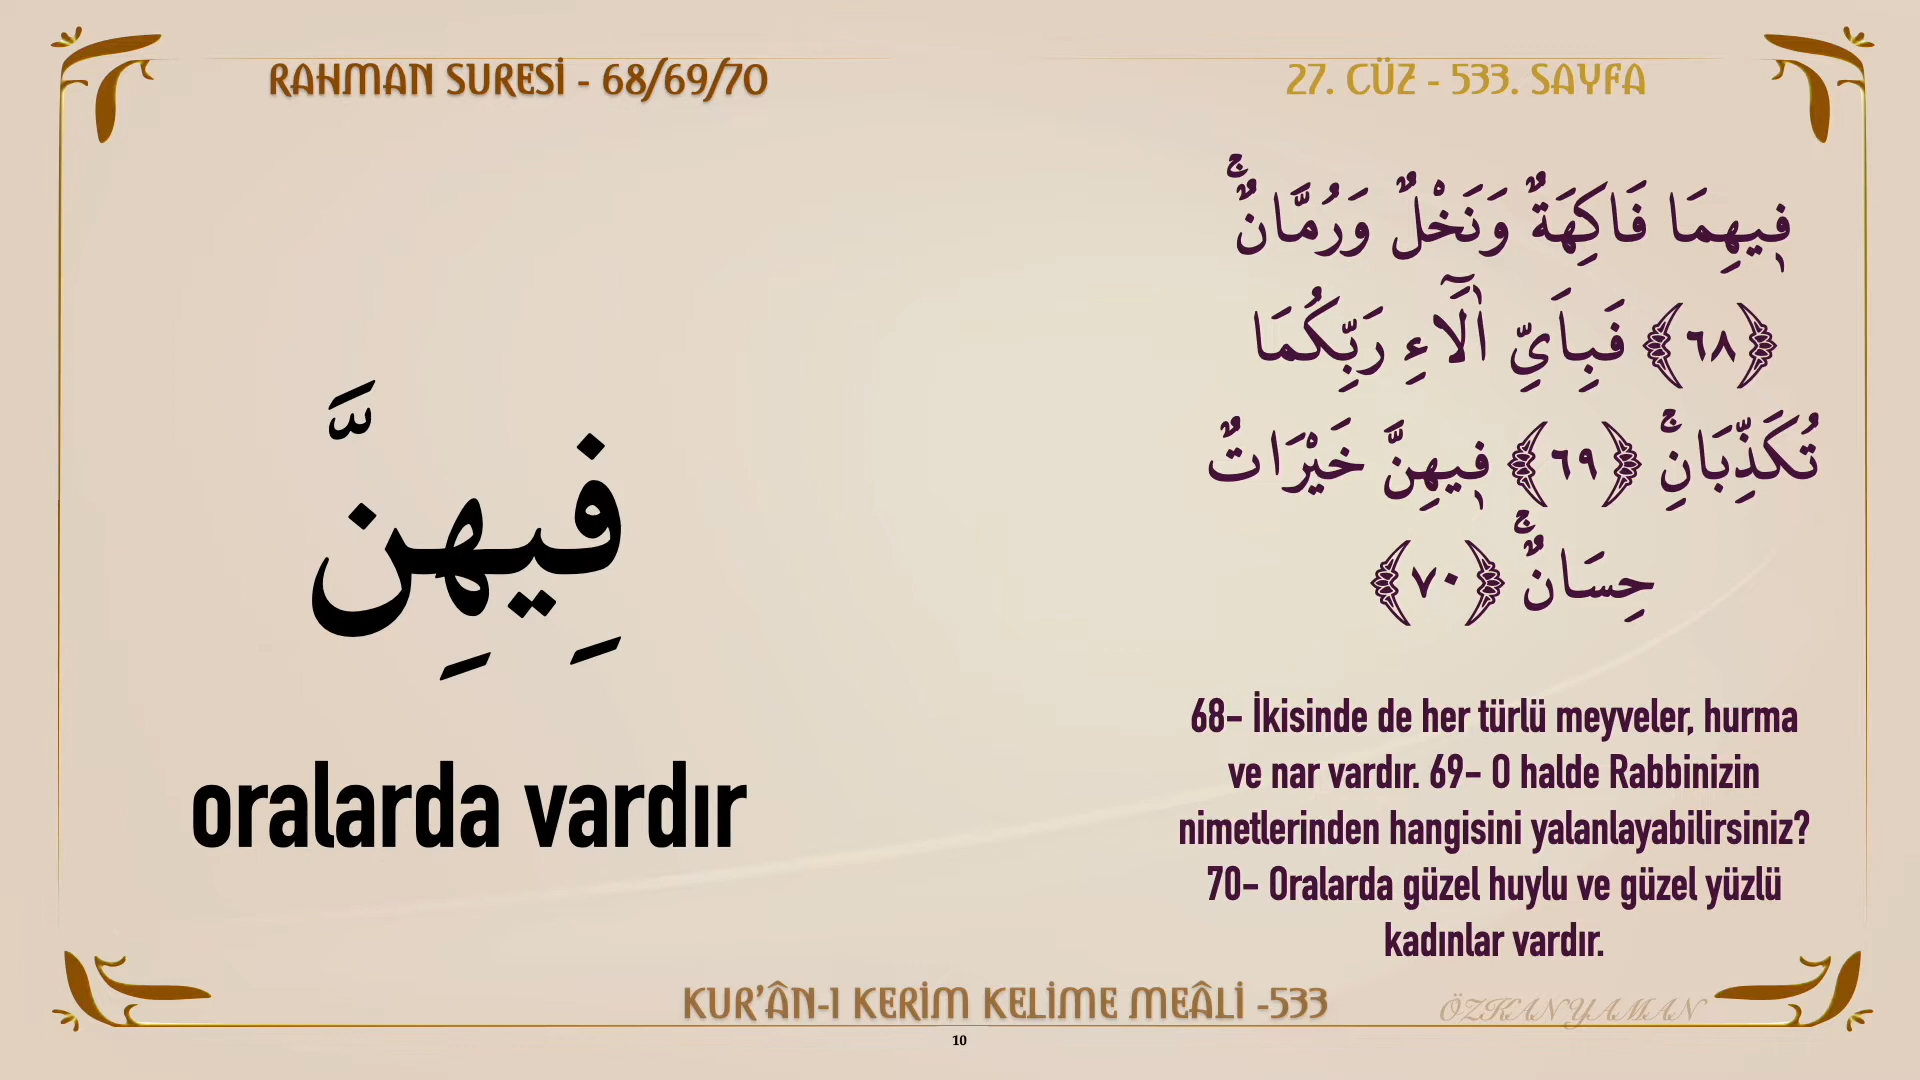 RAHMAN SURESİ - 68/69/70
27. CÜZ - 533. SAYFA
ف۪يهِمَا فَاكِهَةٌ وَنَخْلٌ وَرُمَّانٌۚ
﴿٦٨﴾ فَبِاَيِّ اٰلَٓاءِ رَبِّكُمَا
تُكَذِّبَانِۚ ﴿٦٩﴾ ف۪يهِنَّ خَيْرَاتٌ
حِسَانٌۚ ﴿٧٠﴾
فِيهِنَّ
oralarda vardır
68- İkisinde de her türlü meyveler, hurma
ve nar vardır. 69- O halde Rabbinizin
nimetlerinden hangisini yalanlayabilirsiniz?
70- Oralarda güzel huylu ve güzel yüzlü
kadınlar vardır.
KUR’ÂN-I KERİM KELİME MEÂLİ -533
ÖZKAN YAMAN
10